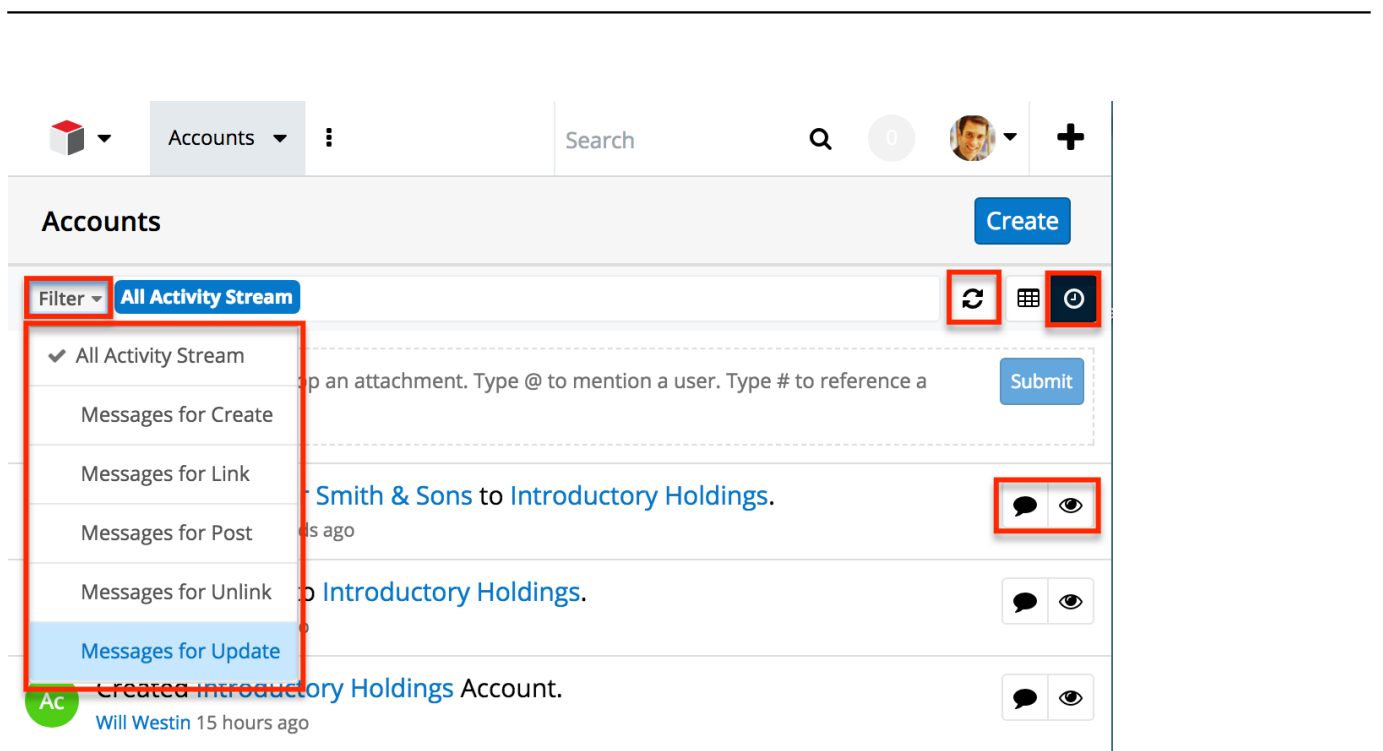 Accounts
Search
0
Accounts
Create
Filter
All Activity Stream
All Activity Stream
an attachment. Type @ to mention a user. Type # to reference a
Submit
Messages for Create
Messages for Link
Smith & Sons to Introductory Holdings.
ago
Messages for Post
Messages for Unlink
Introductory Holdings.
Messages for Update
Ac
Created Introductory Holdings Account.
Will Westin 15 hours ago